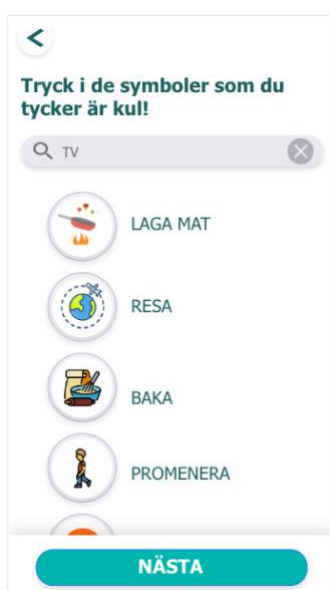 Tryck i de symboler som du
tycker är kul!
TV
LAGA MAT
RESA
BAKA
PROMENERA
NÄSTA